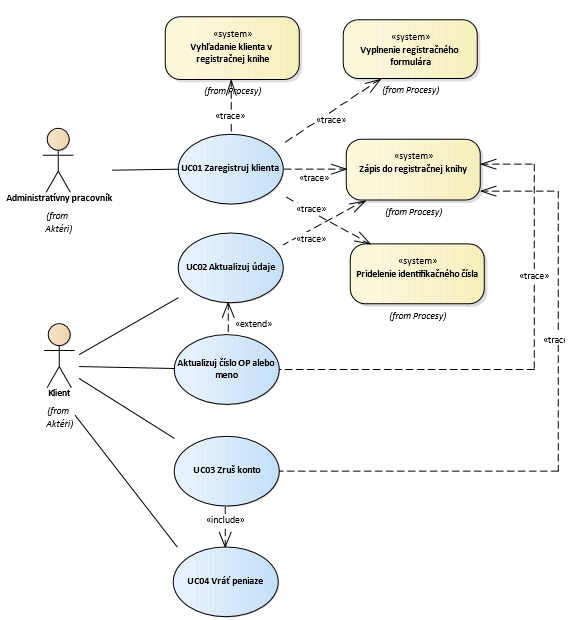 «system»
Vyhľadanie klienta v
registračnej knihe
(from Procesy)
«system»
Vyplnenie registračného
formulára
(from Procesy)
«trace»
«trace»
Administratívny pracovník
(from
Aktéri)
UC01 Zaregistruj klienta
«trace»
«system»
Zápis do registračnej knihy
(from Procesy)
«trace»
«trace»
UC02 Aktualizuj údaje
«system»
Pridelenie identifikačného čísla
(from Procesy)
«trace»
«extend»
«trace»
Klient
(from
Aktéri)
Aktualizuj číslo OP alebo
meno
UC03 Zruš konto
«include»
UC04 Vráť peniaze